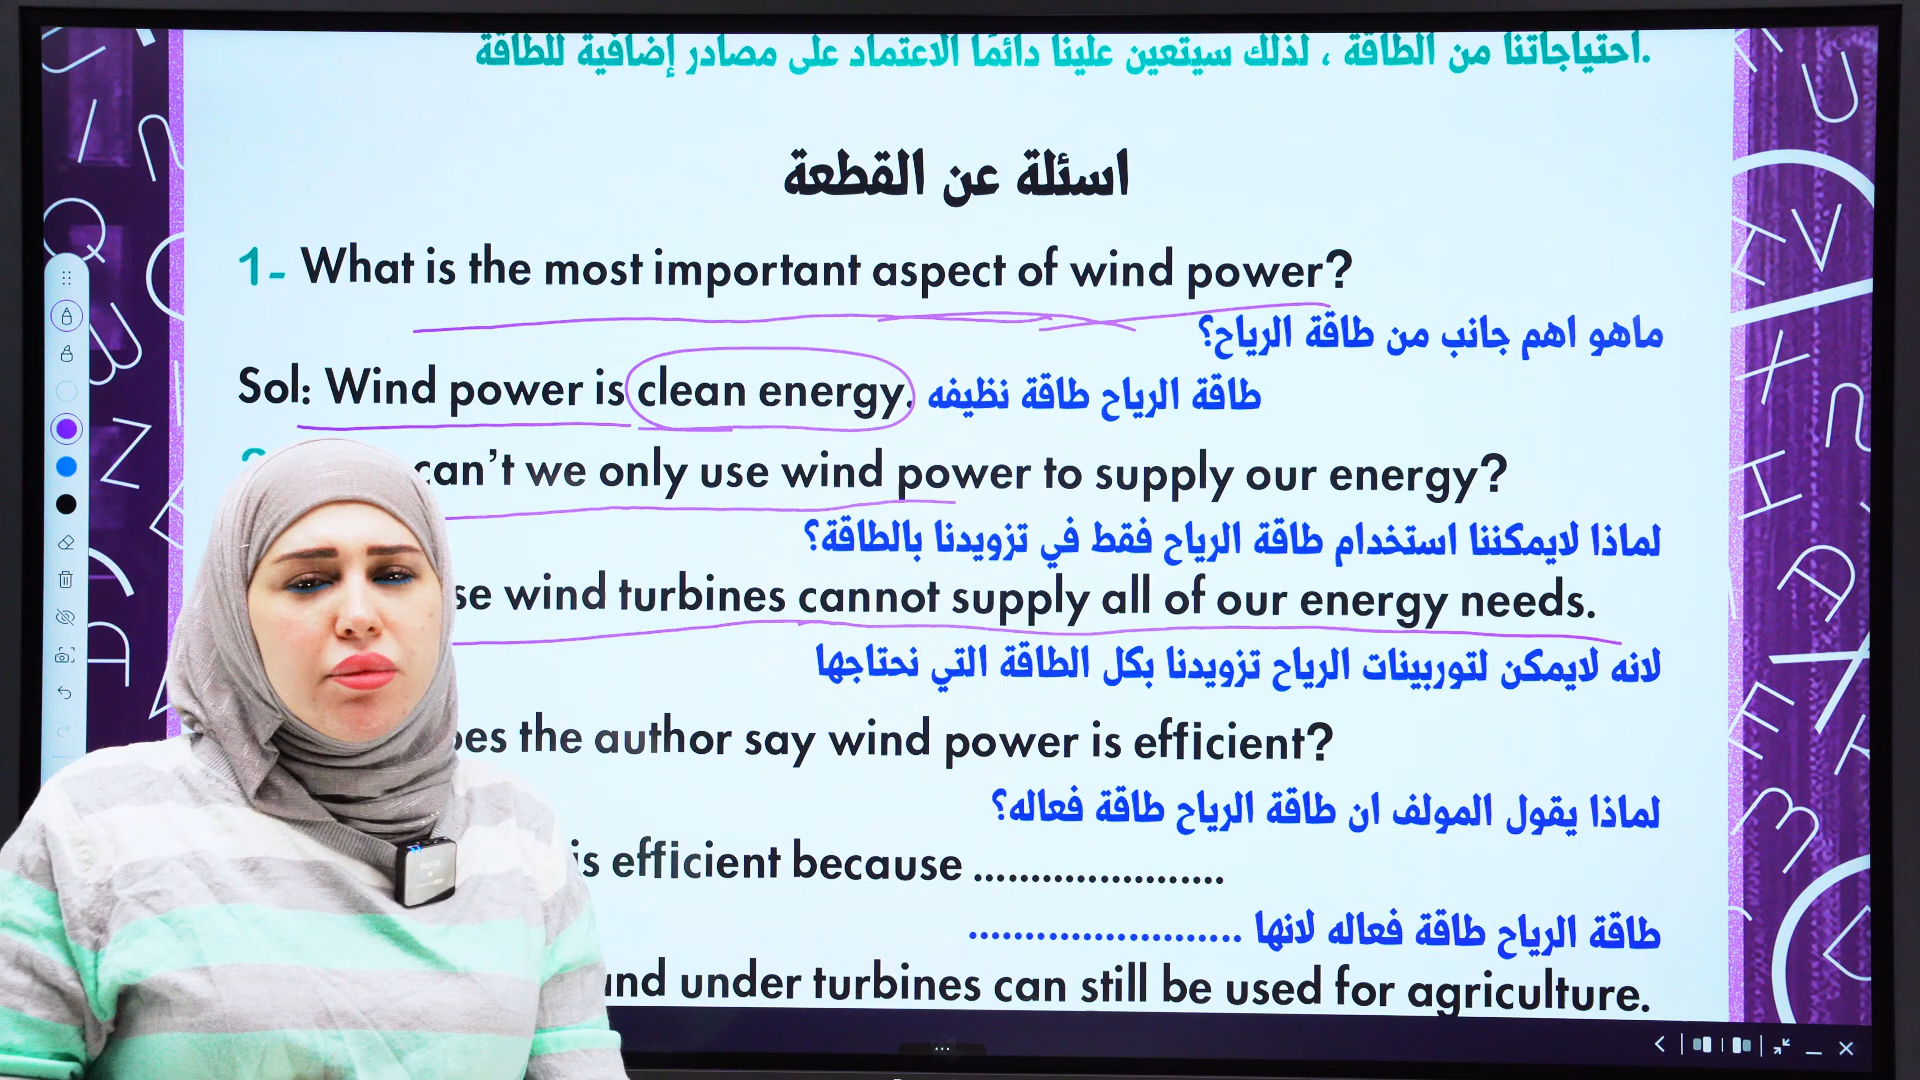 احتياجاتنا من الطاقة ، لذلك سيتعين علينا دائمًا الاعتماد على مصادر إضافية للطاقة.
اسئلة عن القطعة
1- What is the most important aspect of wind power?
ماهو اهم جانب من طاقة الرياح؟
Sol: Wind power is clean energy. طاقة الرياح طاقة نظيفه
can't we only use wind power to supply our energy?
لماذا لايمكننا استخدام طاقة الرياح فقط في تزويدنا بالطاقة؟
wind turbines cannot supply all of our energy needs.
لانه لايمكن لتوربينات الرياح تزويدنا بكل الطاقة التي نحتاجها
the author say wind power is efficient?
لماذا يقول المولف ان طاقة الرياح طاقة فعاله؟
is efficient because ......................
طاقة الرياح طاقة فعاله لانها ........................
under turbines can still be used for agriculture.